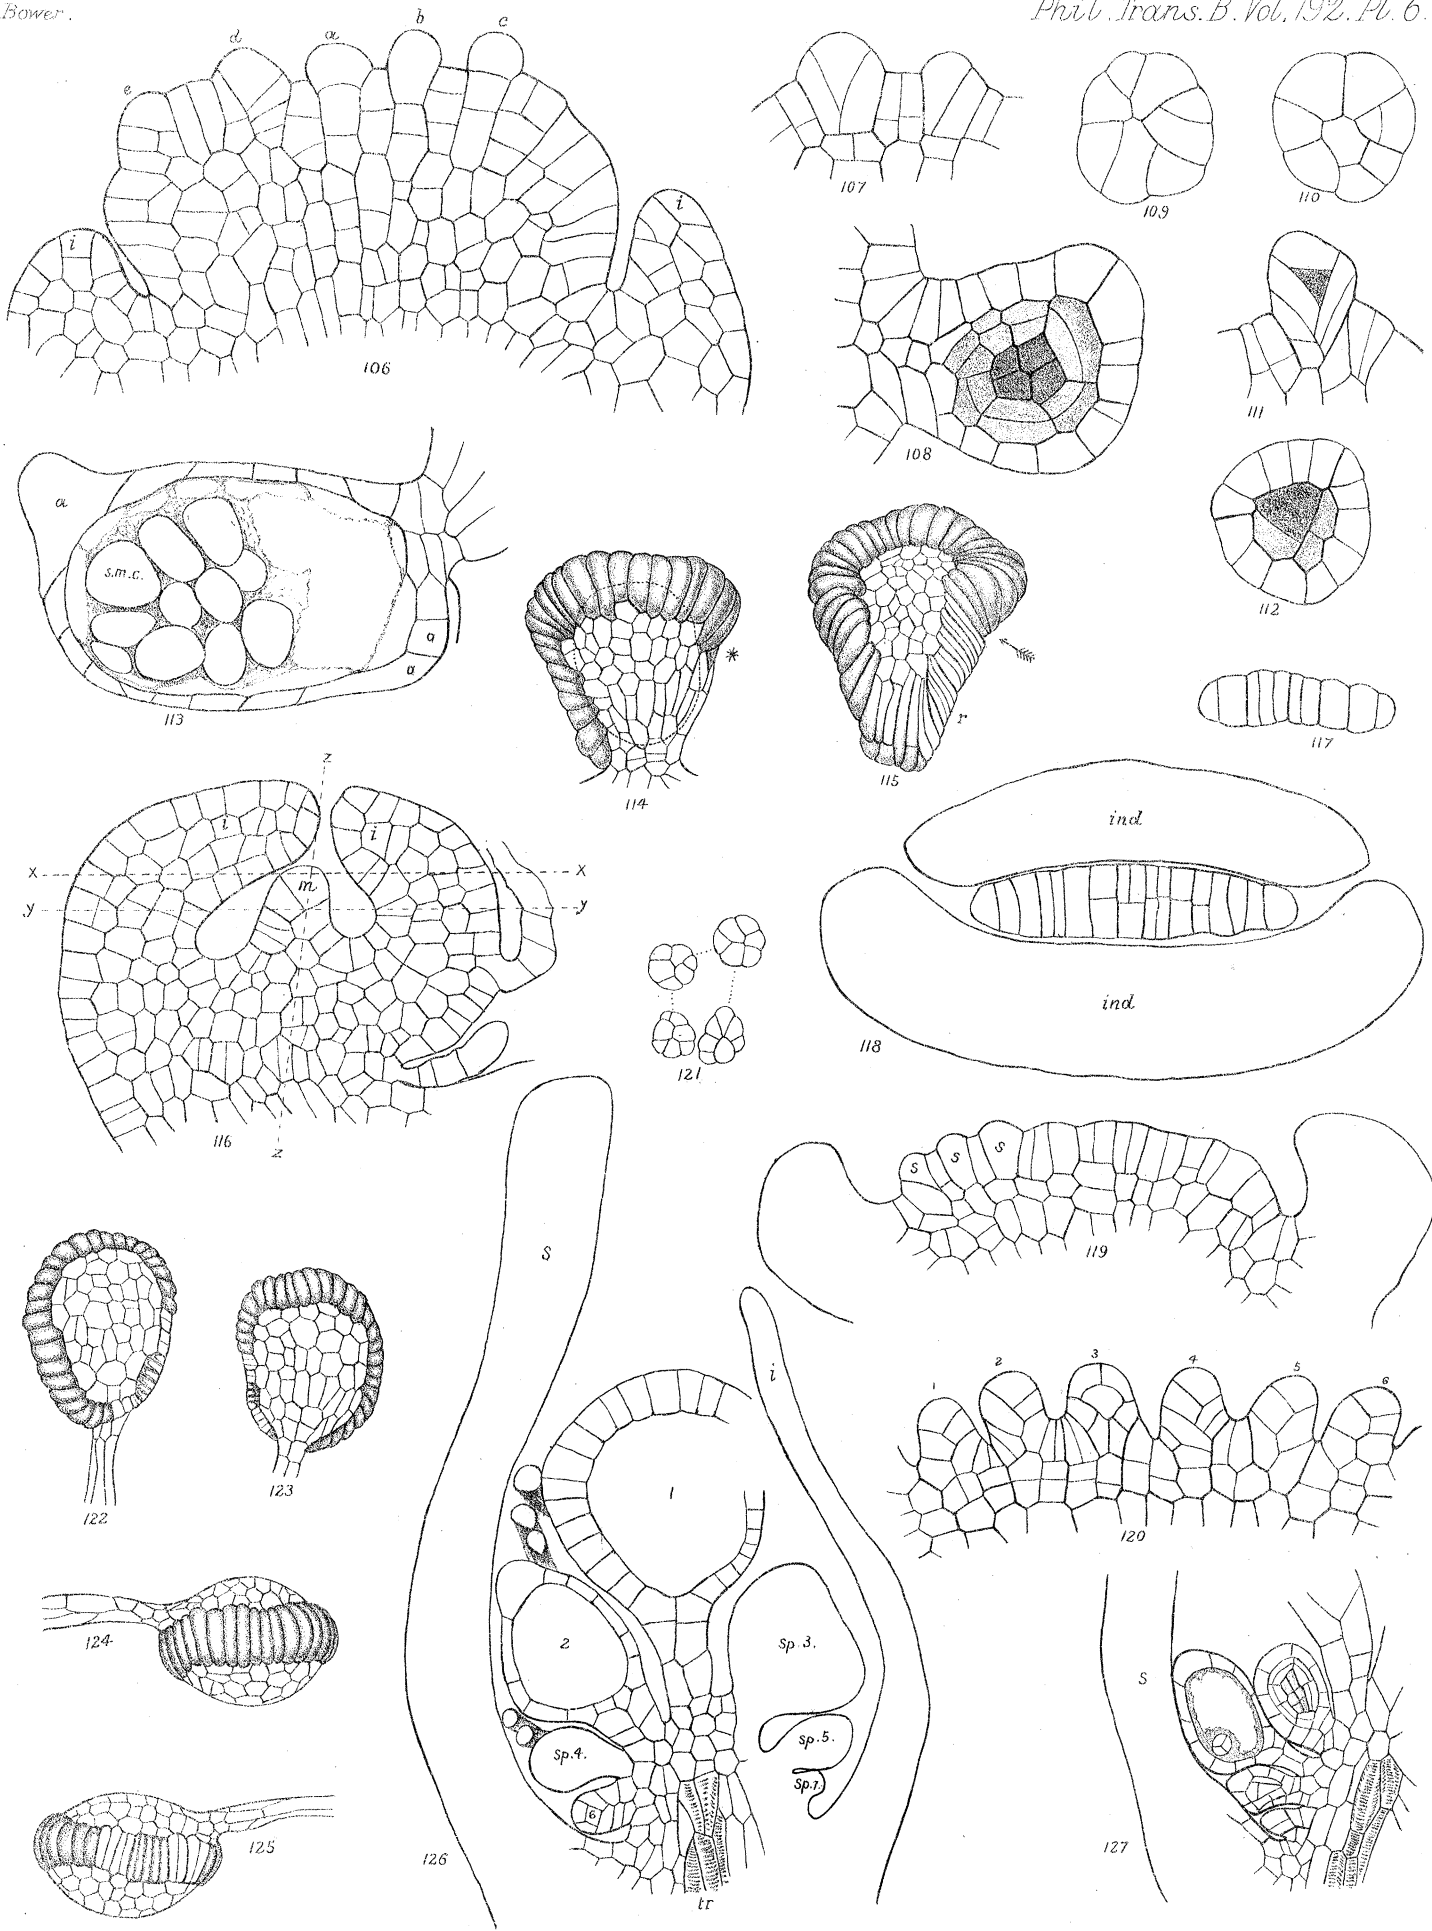 Bower.
Phil. Trans. B. Vol. 192. Pl. 6.
e d a b c
i i
106
107
109
110
108
111
112
a
s.m.c.
a
a
113
*
114
r
115
117
z
i i
x m x
y y
116
z
ind
ind
118
121
s s s
119
1 2 3 4 5 6
120
122
123
124
125
S
i
1
2
sp. 3.
sp. 4.
sp. 5.
6
sp. 7.
tr
126
S
127